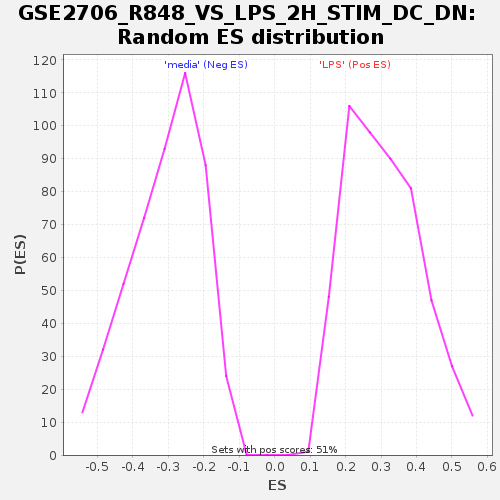 GSE2706_R848_VS_LPS_2H_STIM_DC_DN:
Random ES distribution
'media' (Neg ES)
'LPS' (Pos ES)
120
110
100
90
80
70
60
50
40
30
20
10
0
P(ES)
Sets with pos scores: 51%
-0.5 -0.4 -0.3 -0.2 -0.1 0.0 0.1 0.2 0.3 0.4 0.5 0.6
ES